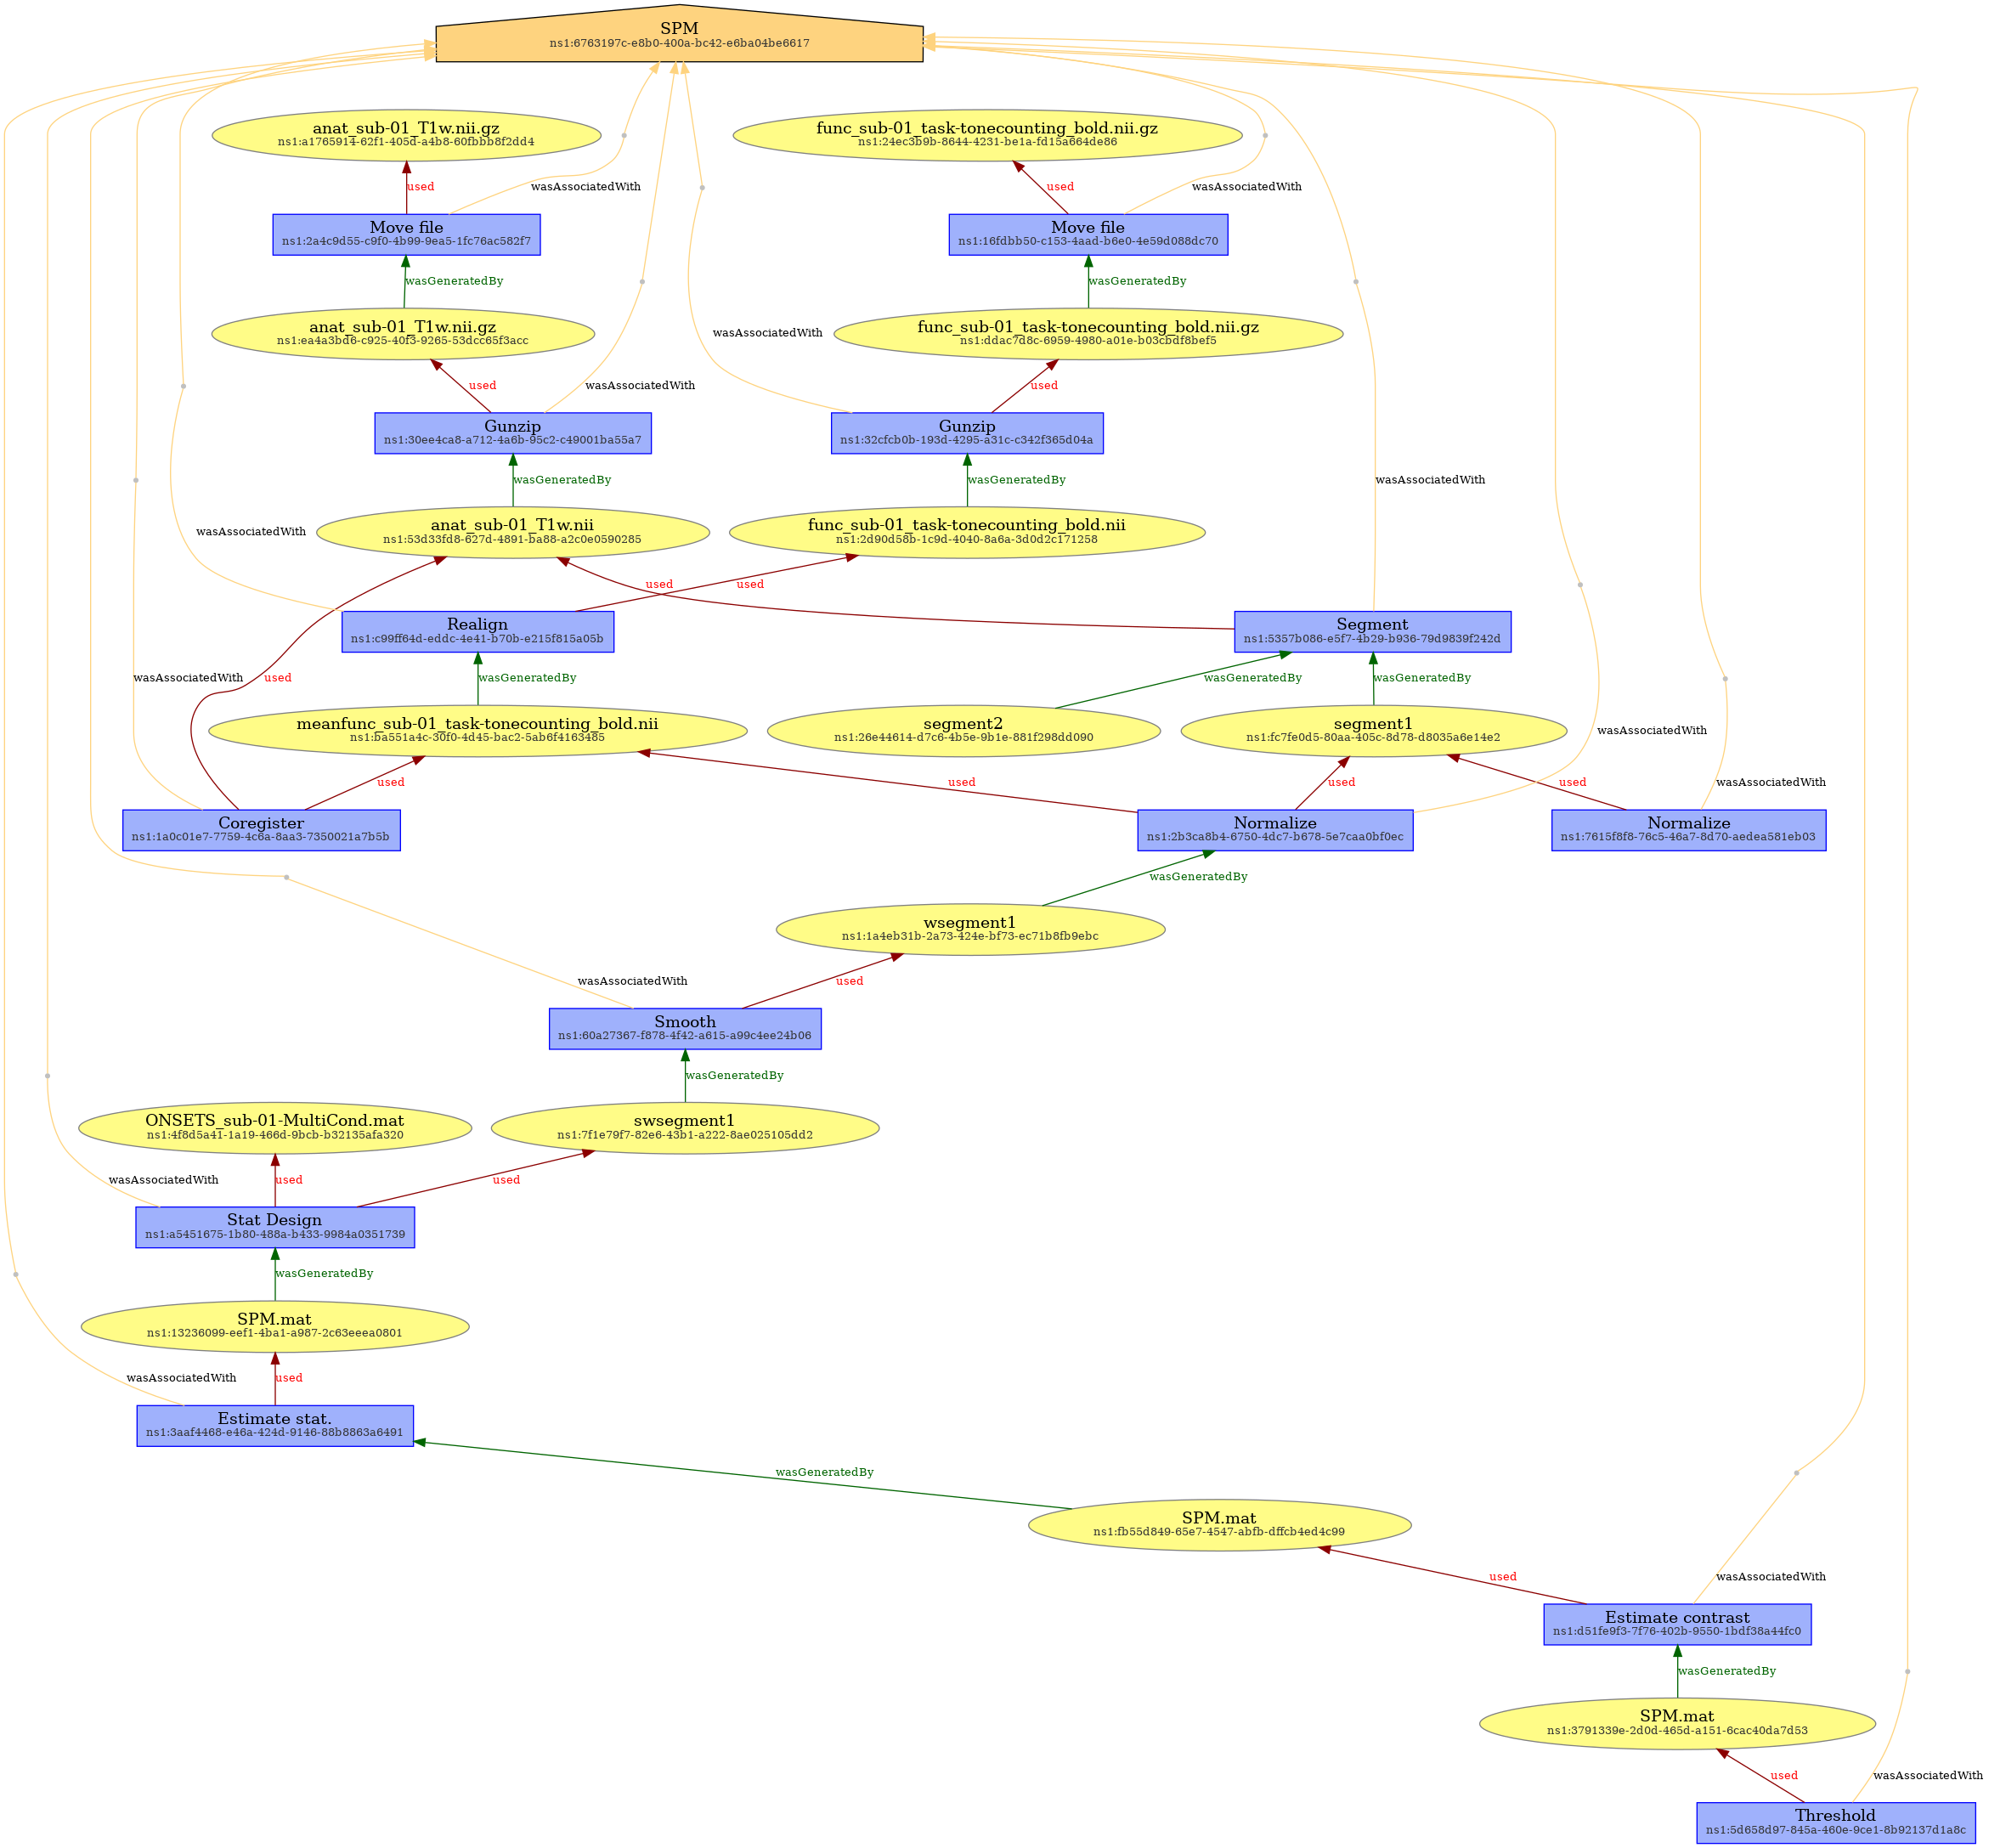 SPM
ns1:6763197c-e8b0-400a-bc42-e6ba04be6617
anat_sub-01_T1w.nii.gz
ns1:a1765914-62f1-405d-a4b8-60fbbb8f2dd4
func_sub-01_task-tonecounting_bold.nii.gz
ns1:24ec3b9b-8644-4231-be1a-fd15a664de86
used
wasAssociatedWith
used
wasAssociatedWith
Move file
ns1:2a4c9d55-c9f0-4b99-9ea5-1fc76ac582f7
Move file
ns1:16fdbb50-c153-4aad-b6e0-4e59d088dc70
wasGeneratedBy
wasGeneratedBy
anat_sub-01_T1w.nii.gz
ns1:ea4a3bd6-c925-40f3-9265-53dcc65f3acc
wasAssociatedWith
func_sub-01_task-tonecounting_bold.nii.gz
ns1:ddac7d8c-6959-4980-a01e-b03cbdf8bef5
used
wasAssociatedWith
used
Gunzip
ns1:30ee4ca8-a712-4a6b-95c2-c49001ba55a7
Gunzip
ns1:32cfcb0b-193d-4295-a31c-c342f365d04a
wasGeneratedBy
wasGeneratedBy
wasAssociatedWith
wasAssociatedWith
anat_sub-01_T1w.nii
ns1:53d33fd8-627d-4891-ba88-a2c0e0590285
func_sub-01_task-tonecounting_bold.nii
ns1:2d90d58b-1c9d-4040-8a6a-3d0d2c171258
used
used
Realign
ns1:c99ff64d-eddc-4e41-b70b-e215f815a05b
Segment
ns1:5357b086-e5f7-4b29-b936-79d9839f242d
wasAssociatedWith
used
wasGeneratedBy
wasGeneratedBy
wasGeneratedBy
meanfunc_sub-01_task-tonecounting_bold.nii
ns1:ba551a4c-30f0-4d45-bac2-5ab6f4163485
segment2
ns1:26e44614-d7c6-4b5e-9b1e-881f298dd090
segment1
ns1:fc7fe0d5-80aa-405c-8d78-d8035a6e14e2
wasAssociatedWith
used
used
used
used
wasAssociatedWith
Coregister
ns1:1a0c01e7-7759-4c6a-8aa3-7350021a7b5b
Normalize
ns1:2b3ca8b4-6750-4dc7-b678-5e7caa0bf0ec
Normalize
ns1:7615f8f8-76c5-46a7-8d70-aedea581eb03
wasGeneratedBy
wsegment1
ns1:1a4eb31b-2a73-424e-bf73-ec71b8fb9ebc
wasAssociatedWith
used
Smooth
ns1:60a27367-f878-4f42-a615-a99c4ee24b06
wasGeneratedBy
ONSETS_sub-01-MultiCond.mat
ns1:4f8d5a41-1a19-466d-9bcb-b32135afa320
swsegment1
ns1:7f1e79f7-82e6-43b1-a222-8ae025105dd2
wasAssociatedWith
used
used
Stat Design
ns1:a5451675-1b80-488a-b433-9984a0351739
wasGeneratedBy
SPM.mat
ns1:13236099-eef1-4ba1-a987-2c63eeea0801
wasAssociatedWith
used
Estimate stat.
ns1:3aaf4468-e46a-424d-9146-88b8863a6491
wasGeneratedBy
SPM.mat
ns1:fb55d849-65e7-4547-abfb-dffcb4ed4c99
used
wasAssociatedWith
Estimate contrast
ns1:d51fe9f3-7f76-402b-9550-1bdf38a44fc0
wasGeneratedBy
SPM.mat
ns1:3791339e-2d0d-465d-a151-6cac40da7d53
used
wasAssociatedWith
Threshold
ns1:5d658d97-845a-460e-9ce1-8b92137d1a8c